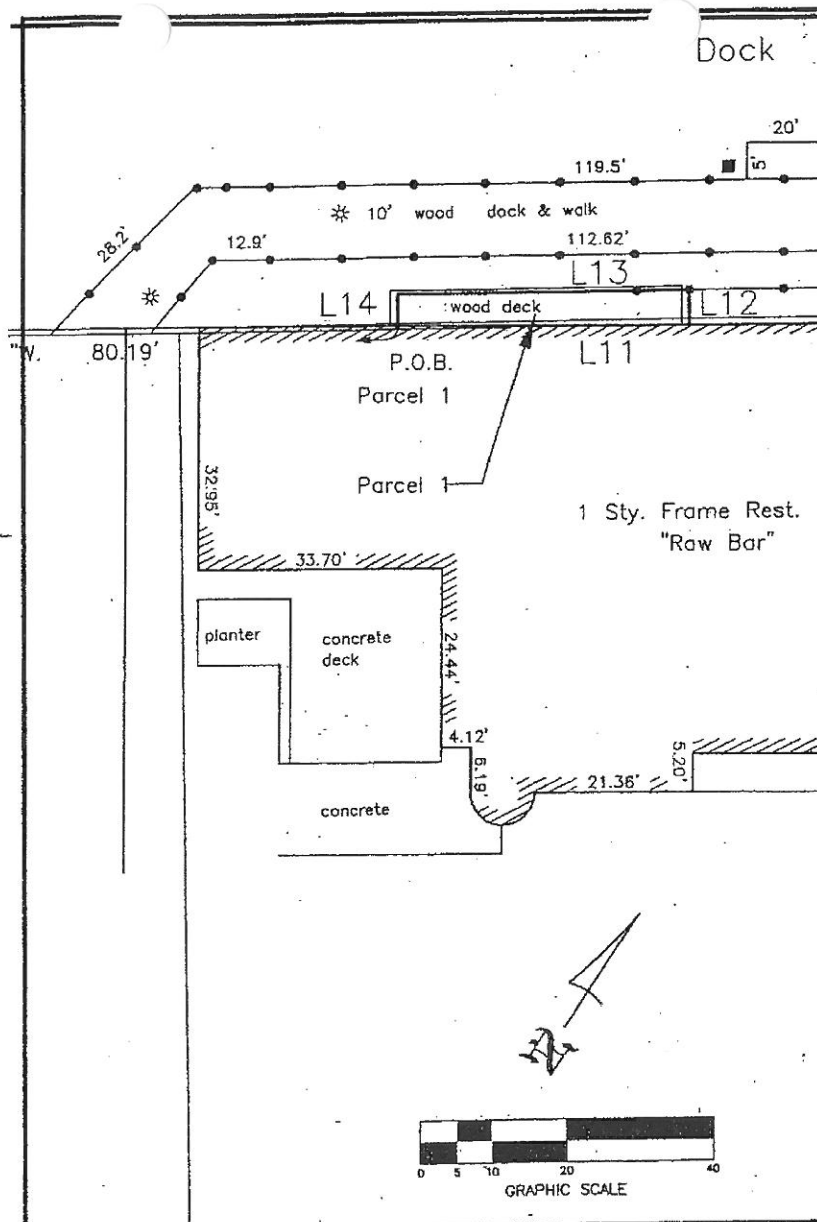 Dock
20'
5'
119.5'
28.2'
10' wood dock & walk
12.9'
112.62'
L13
L14
wood deck
L12
"W.
80.19'
P.O.B.
L11
Parcel 1
32.95'
Parcel 1
1 Sty. Frame Rest.
"Raw Bar"
33.70'
planter
concrete
deck
24.44'
4.12'
6.19'
5.20'
21.36'
concrete
N
0 5 10 20 40
GRAPHIC SCALE